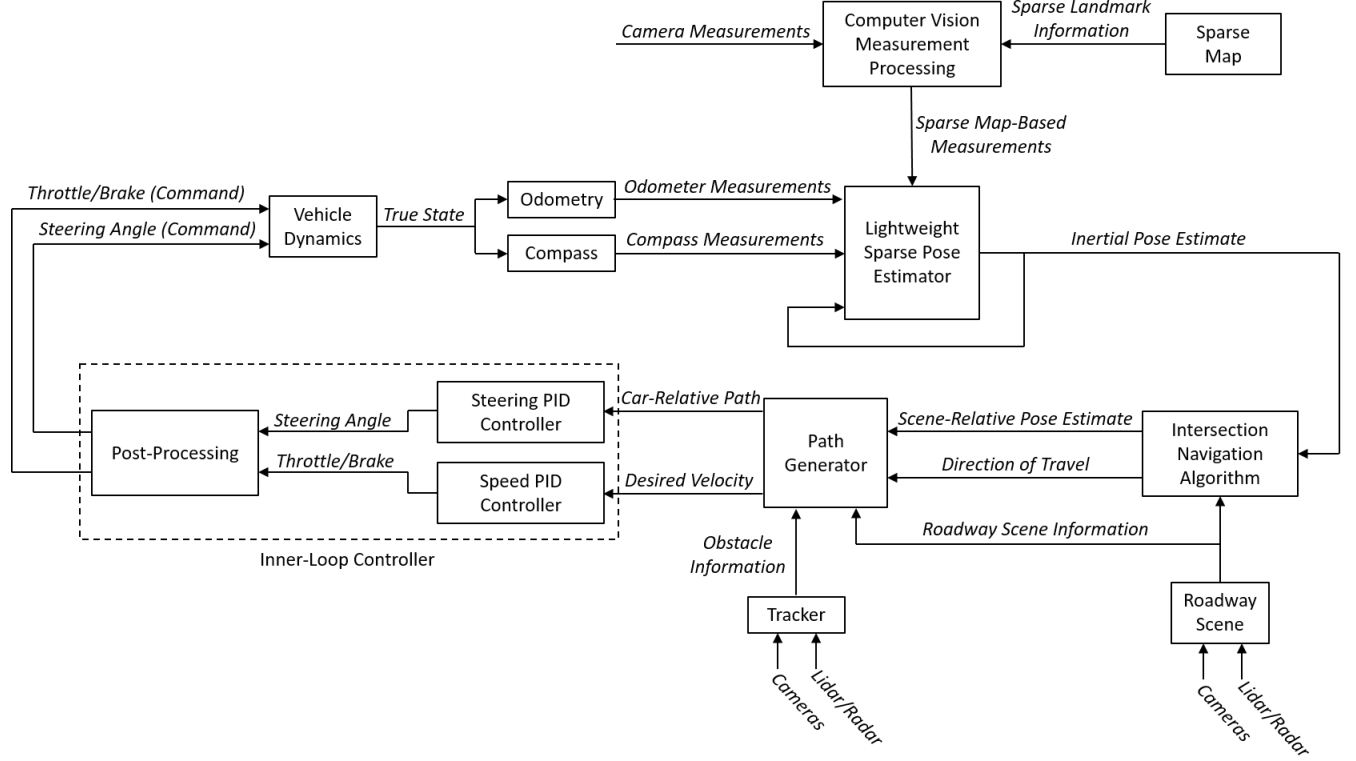 Camera Measurements
Computer Vision
Measurement
Processing
Sparse Landmark
Information
Sparse
Map
Sparse Map-Based
Measurements
Throttle/Brake (Command)
Steering Angle (Command)
Vehicle
Dynamics
True State
Odometry
Compass
Odometer Measurements
Compass Measurements
Lightweight
Sparse Pose
Estimator
Inertial Pose Estimate
Post-Processing
Steering Angle
Throttle/Brake
Steering PID
Controller
Speed PID
Controller
Inner-Loop Controller
Car-Relative Path
Desired Velocity
Path
Generator
Scene-Relative Pose Estimate
Direction of Travel
Intersection
Navigation
Algorithm
Roadway Scene Information
Obstacle
Information
Tracker
Cameras
Lidar/Radar
Roadway
Scene
Cameras
Lidar/Radar